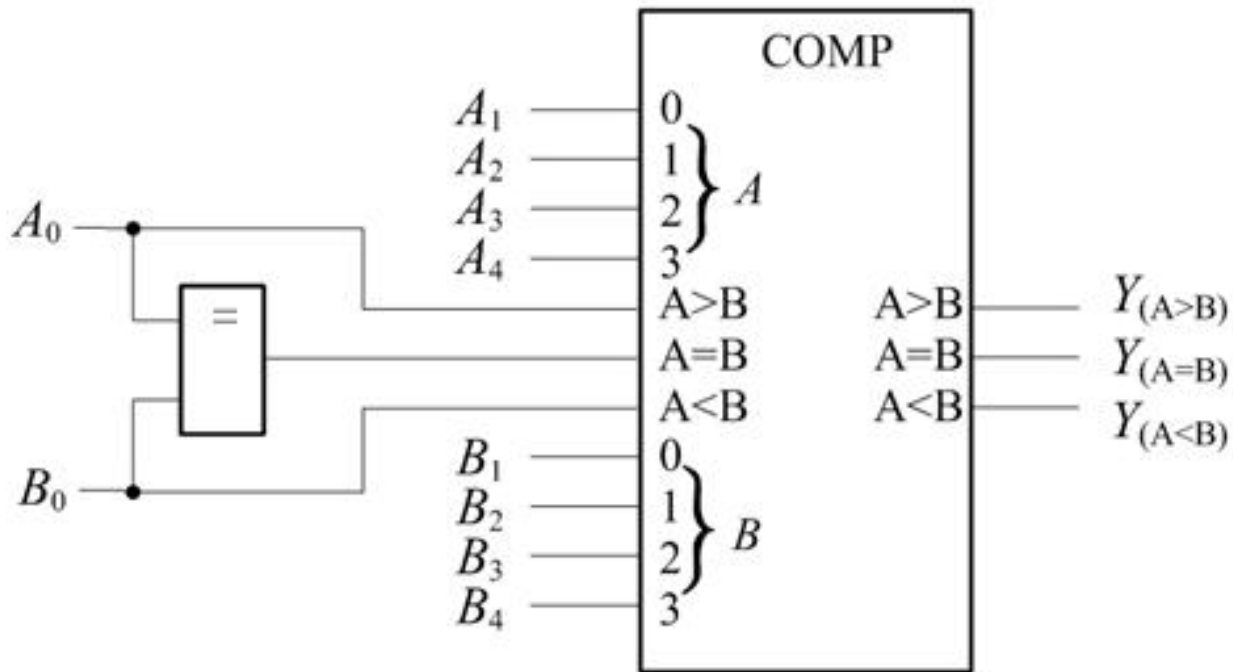 COMP
A₁ 0
A₂ 1
A₃ 2 A
A₄ 3
A₀
=
A>B A>B Y(A>B)
A=B A=B Y(A=B)
A<B A<B Y(A<B)
B₀
B₁ 0
B₂ 1
B₃ 2 B
B₄ 3